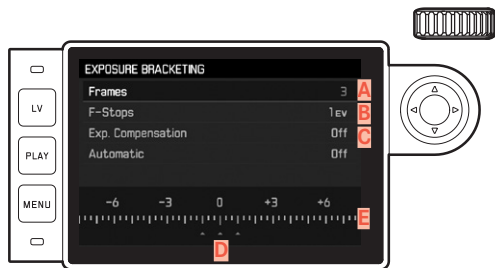 EXPOSURE BRACKETING
Frames 3 A
LV
F-Stops 1EV B
Exp. Compensation Off C
PLAY
Automatic Off
MENU
-6 -3 0 +3 +6
E
D